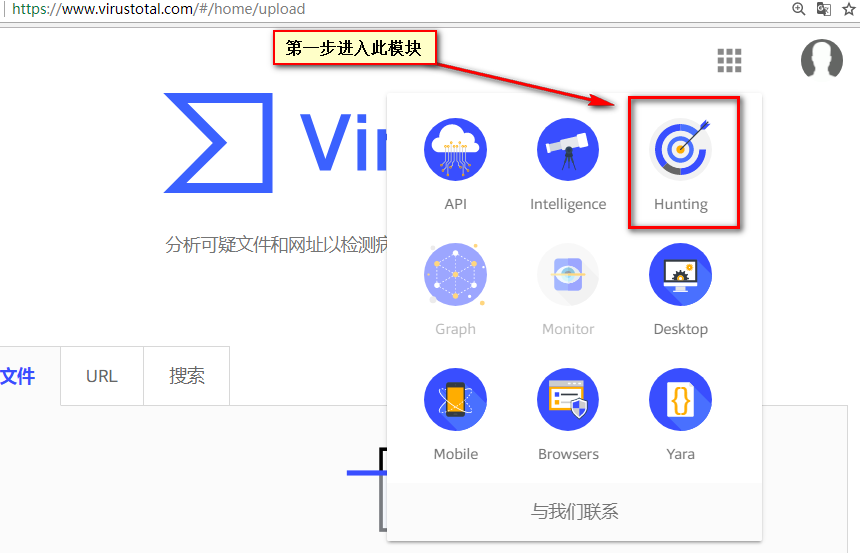 https://www.virustotal.com/#/home/upload
第一步进入此模块
API
Intelligence
Hunting
分析可疑文件和网址以检测病
Graph
Monitor
Desktop
文件
URL
搜索
Mobile
Browsers
Yara
与我们联系